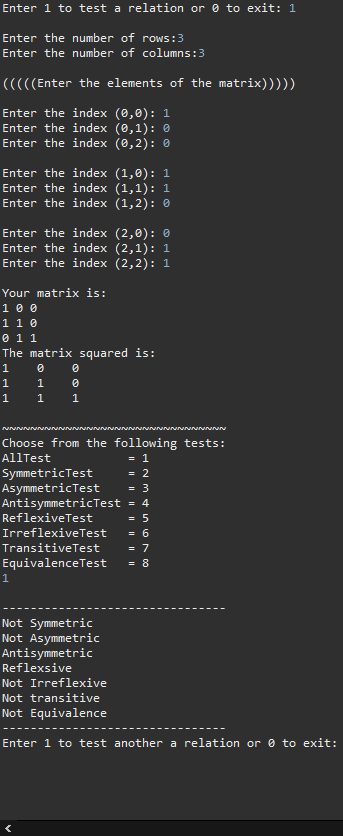 Enter 1 to test a relation or 0 to exit: 1
Enter the number of rows:3
Enter the number of columns:3
(((((Enter the elements of the matrix)))))
Enter the index (0,0): 1
Enter the index (0,1): 0
Enter the index (0,2): 0
Enter the index (1,0): 1
Enter the index (1,1): 1
Enter the index (1,2): 0
Enter the index (2,0): 0
Enter the index (2,1): 1
Enter the index (2,2): 1
Your matrix is:
1 0 0
1 1 0
0 1 1
The matrix squared is:
1    0    0
1    1    0
1    1    1
~~~~~~~~~~~~~~~~~~~~~~~~~~~~~~~~
Choose from the following tests:
AllTest           = 1
SymmetricTest     = 2
AsymmetricTest    = 3
AntisymmetricTest = 4
ReflexiveTest     = 5
IrreflexiveTest   = 6
TransitiveTest    = 7
EquivalenceTest   = 8
1
--------------------------------
Not Symmetric
Not Asymmetric
Antisymmetric
Reflexsive
Not Irreflexive
Not transitive
Not Equivalence
--------------------------------
Enter 1 to test another a relation or 0 to exit: